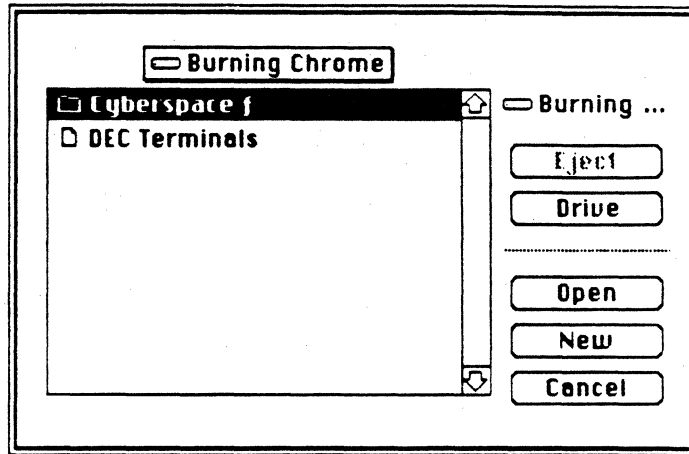 Burning Chrome
Cyberspace ƒ
DEC Terminals
Burning ...
Eject
Drive
Open
New
Cancel